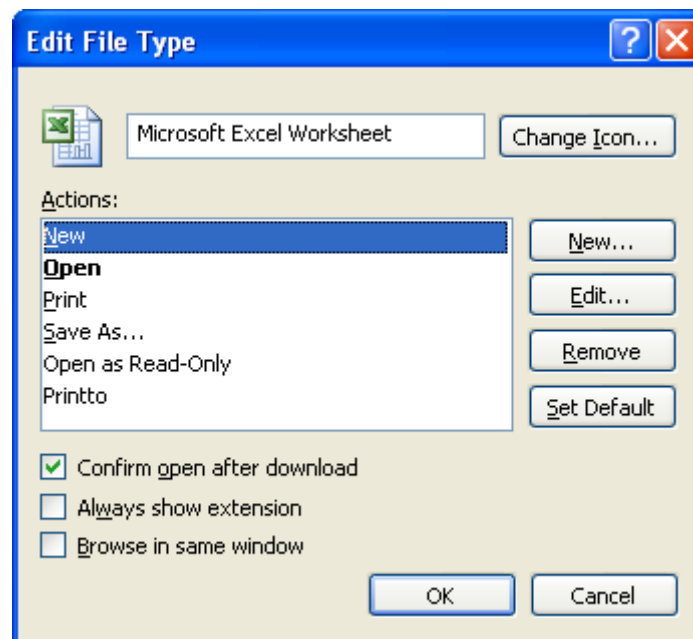 Edit File Type
Microsoft Excel Worksheet
Change Icon...
Actions:
New
Open
Print
Save As...
Open as Read-Only
Printto
New...
Edit...
Remove
Set Default
Confirm open after download
Always show extension
Browse in same window
OK
Cancel